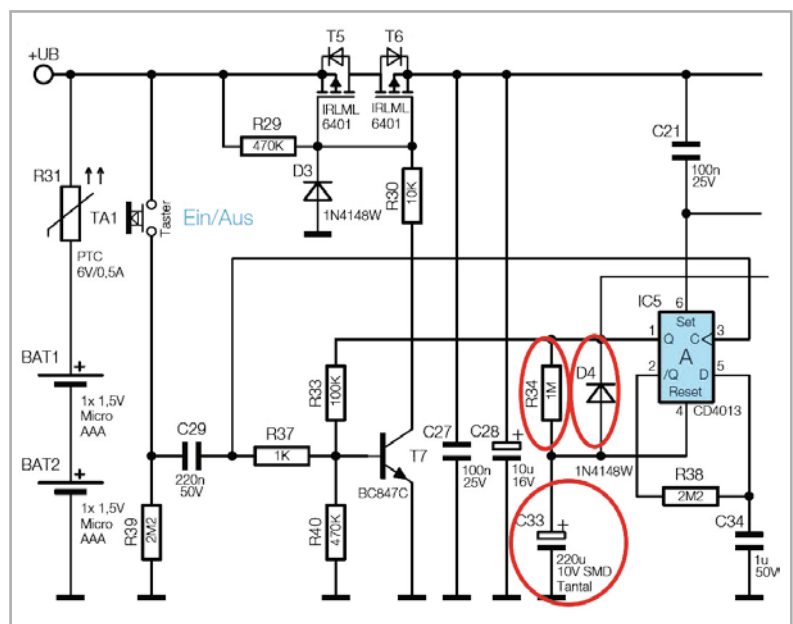 +UB
T5
T6
IRLML
6401
IRLML
6401
R29
470K
C21
100n
25V
R31
PTC
6V/0,5A
TA1
Taster
Ein/Aus
D3
1N4148W
R30
10K
IC5
6
Set
1
Q
C
3
A
2
/Q
D
5
Reset
4
CD4013
BAT1
+
1x 1,5V
Micro
AAA
BAT2
+
1x 1,5V
Micro
AAA
C29
220n
50V
R37
1K
R33
100K
R39
2M2
R40
470K
T7
BC847C
C27
100n
25V
C28
+
10u
16V
R34
1M
D4
1N4148W
R38
2M2
C33
+
220u
10V SMD
Tantal
C34
1u
50V